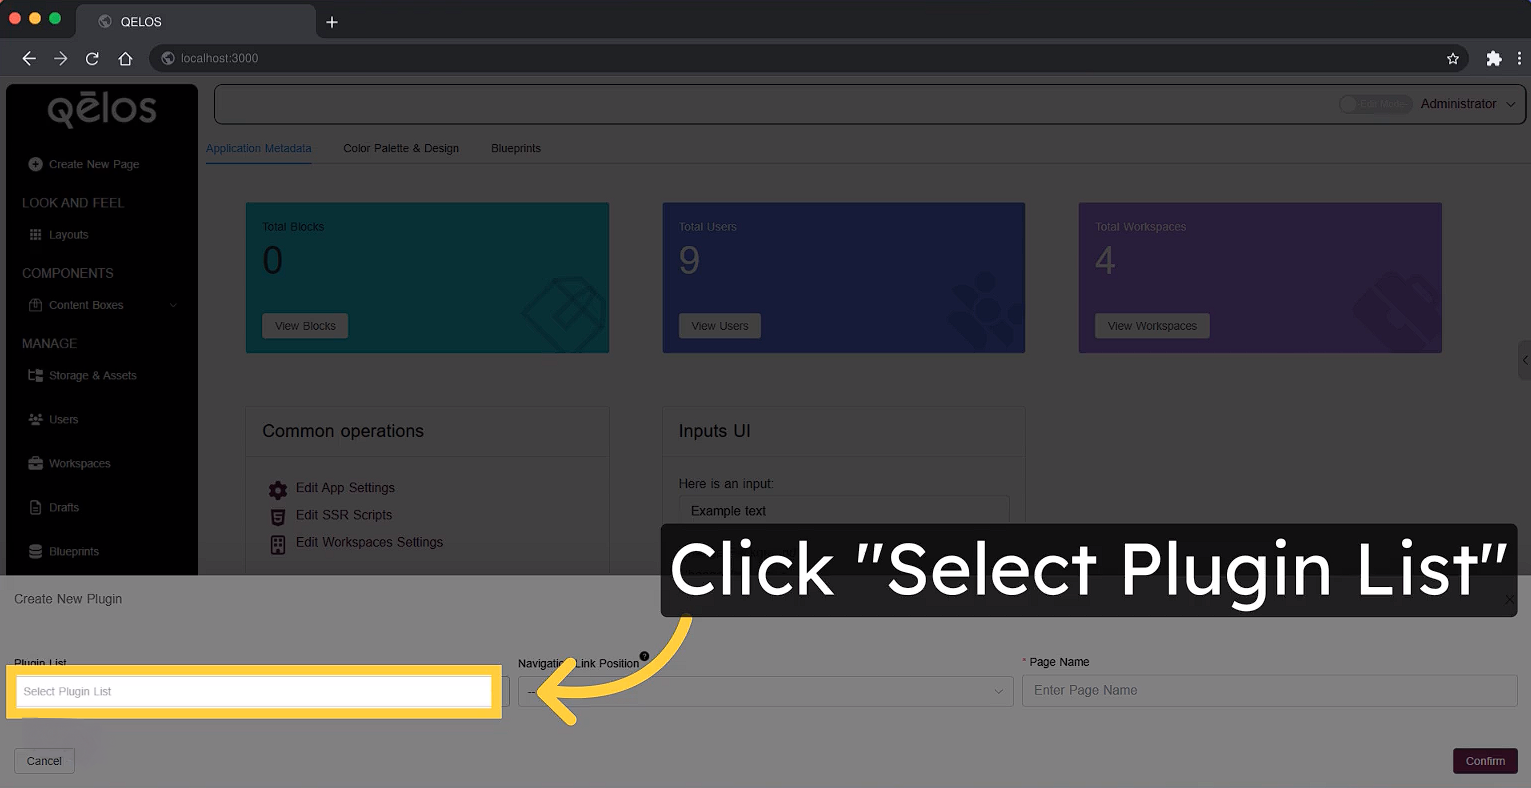 QELOS
localhost:3000
Qēlos
Edit Mode
Administrator
Create New Page
LOOK AND FEEL
Layouts
COMPONENTS
Content Boxes
MANAGE
Storage & Assets
Users
Workspaces
Drafts
Blueprints
Application Metadata
Color Palette & Design
Blueprints
Total Blocks
0
View Blocks
Total Users
9
View Users
Total Workspaces
4
View Workspaces
Common operations
Edit App Settings
Edit SSR Scripts
Edit Workspaces Settings
Inputs UI
Here is an input:
Example text
Click "Select Plugin List"
Create New Plugin
Plugin List
Select Plugin List
Navigation Link Position
--
* Page Name
Enter Page Name
Cancel
Confirm